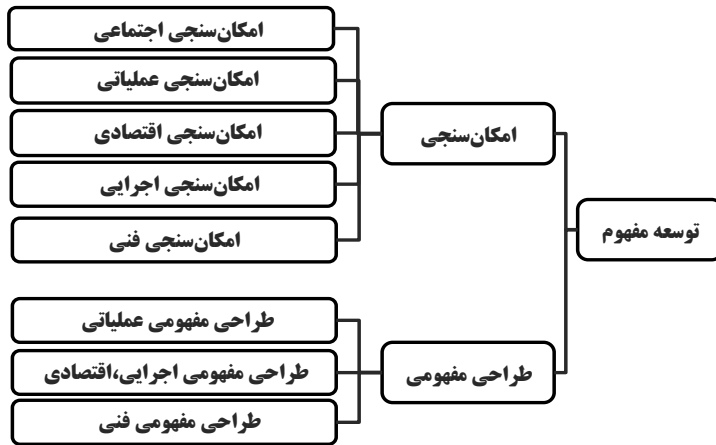 توسعه مفهوم
امکان‌سنجی
امکان‌سنجی اجتماعی
امکان‌سنجی عملیاتی
امکان‌سنجی اقتصادی
امکان‌سنجی اجرایی
امکان‌سنجی فنی
طراحی مفهومی
طراحی مفهومی عملیاتی
طراحی مفهومی اجرایی،اقتصادی
طراحی مفهومی فنی